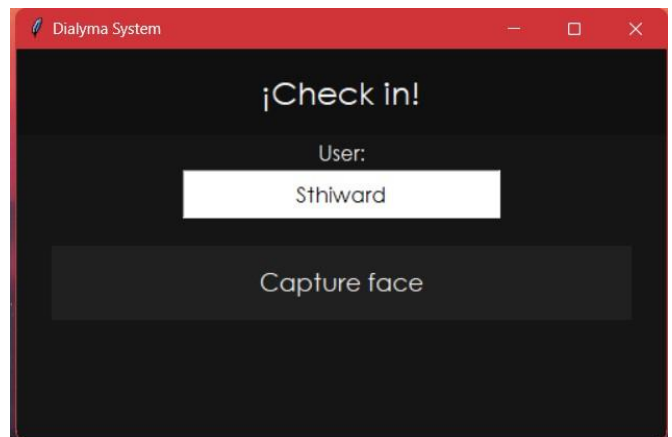 Dialyma System
¡Check in!
User:
Sthiward
Capture face